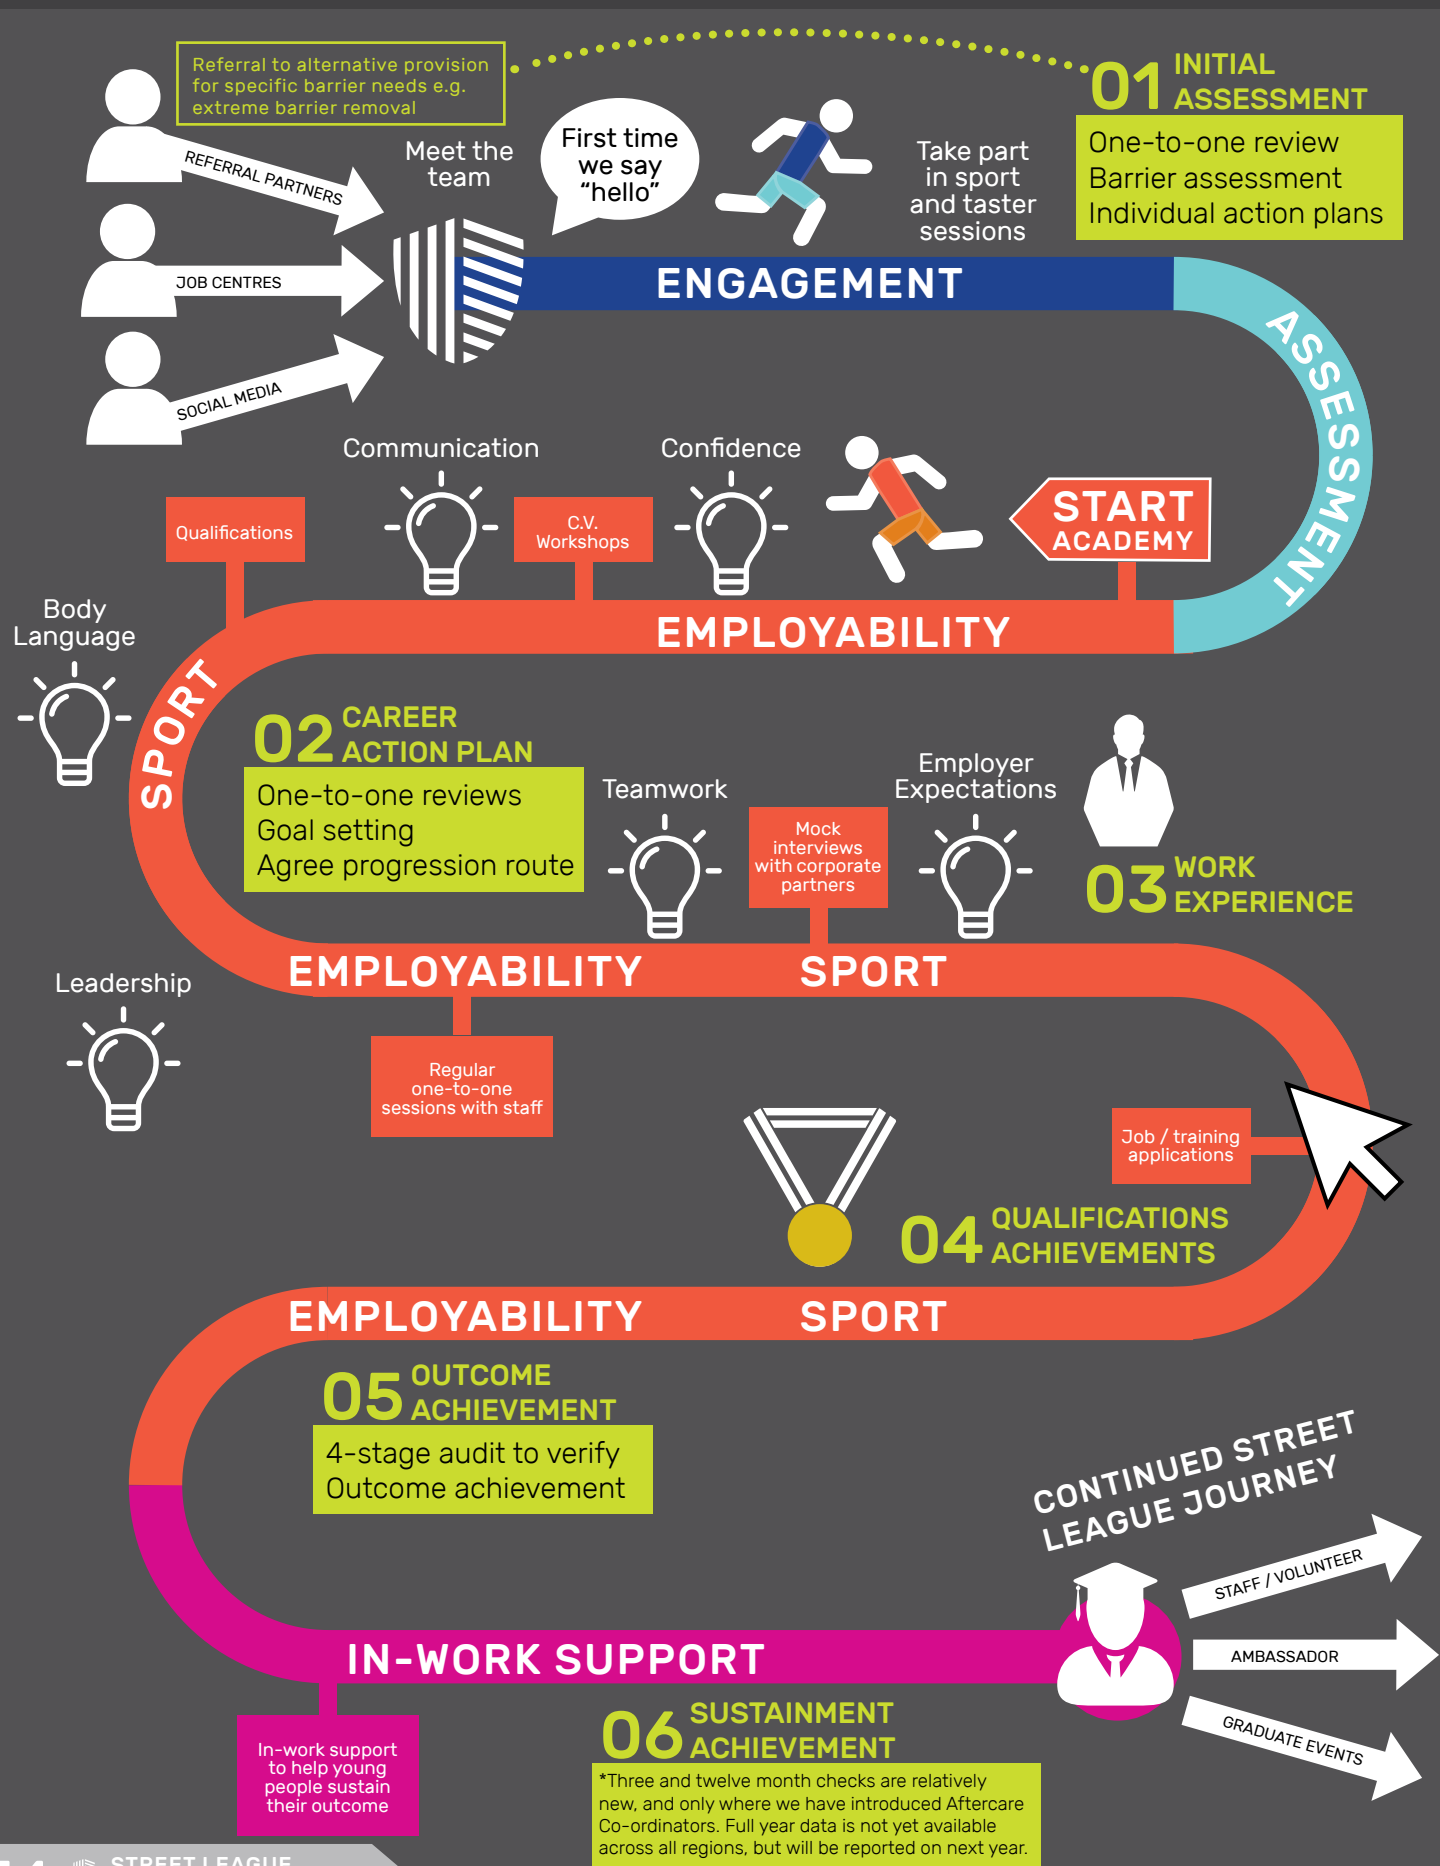 Referral to alternative provision
for specific barrier needs e.g.
extreme barrier removal
01 INITIAL
ASSESSMENT
One-to-one review
Barrier assessment
Individual action plans
REFERRAL PARTNERS
JOB CENTRES
SOCIAL MEDIA
Meet the
team
First time
we say
“hello”
Take part
in sport
and taster
sessions
ENGAGEMENT
ASSESSMENT
START
ACADEMY
Confidence
C.V.
Workshops
Communication
Qualifications
EMPLOYABILITY
Body
Language
SPORT
02 CAREER
ACTION PLAN
One-to-one reviews
Goal setting
Agree progression route
Teamwork
Mock
interviews
with corporate
partners
Employer
Expectations
03 WORK
EXPERIENCE
Leadership
EMPLOYABILITY SPORT
Regular
one-to-one
sessions with staff
Job / training
applications
04 QUALIFICATIONS
ACHIEVEMENTS
EMPLOYABILITY SPORT
05 OUTCOME
ACHIEVEMENT
4-stage audit to verify
Outcome achievement
CONTINUED STREET
LEAGUE JOURNEY
STAFF / VOLUNTEER
AMBASSADOR
GRADUATE EVENTS
IN-WORK SUPPORT
In-work support
to help young
people sustain
their outcome
06 SUSTAINMENT
ACHIEVEMENT
*Three and twelve month checks are relatively
new, and only where we have introduced Aftercare
Co-ordinators. Full year data is not yet available
across all regions, but will be reported on next year.
STREET LEAGUE